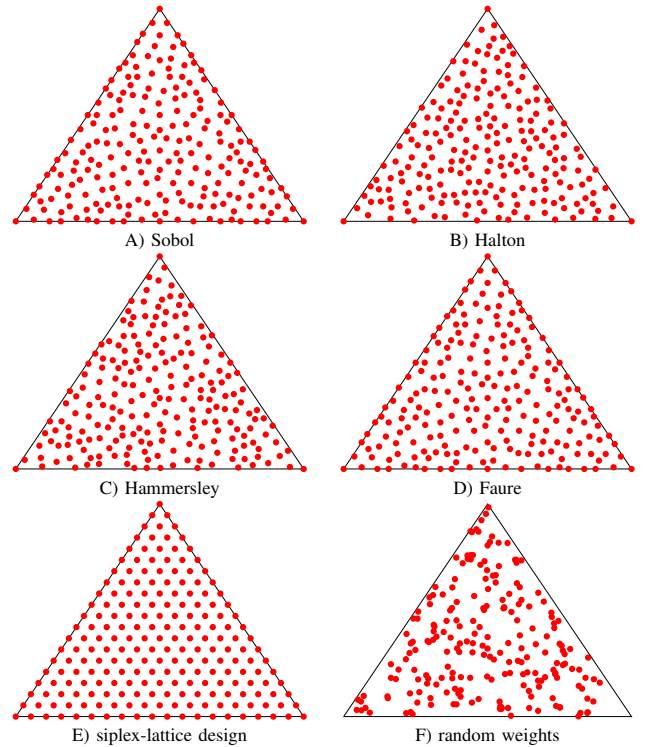 A) Sobol
B) Halton
C) Hammersley
D) Faure
E) siplex-lattice design
F) random weights